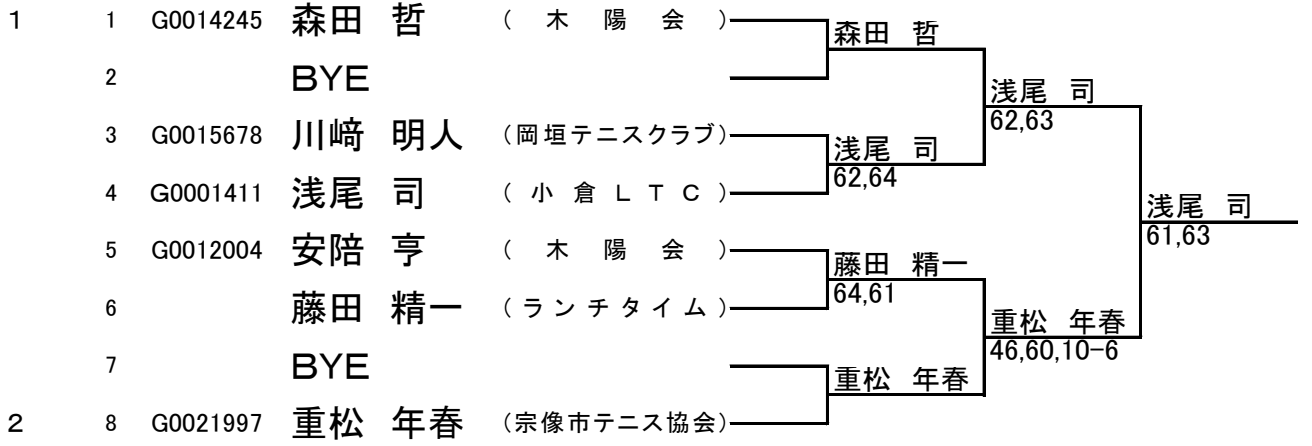 1 1 G0014245 森田 哲 (木陽会)
森田 哲
2 BYE
浅尾 司
62,63
3 G0015678 川﨑 明人 (岡垣テニスクラブ)
浅尾 司
62,64
4 G0001411 浅尾 司 (小倉LTC)
浅尾 司
61,63
5 G0012004 安陪 亨 (木陽会)
藤田 精一
64,61
6 藤田 精一 (ランチタイム)
重松 年春
46,60,10-6
7 BYE
重松 年春
2 8 G0021997 重松 年春 (宗像市テニス協会)